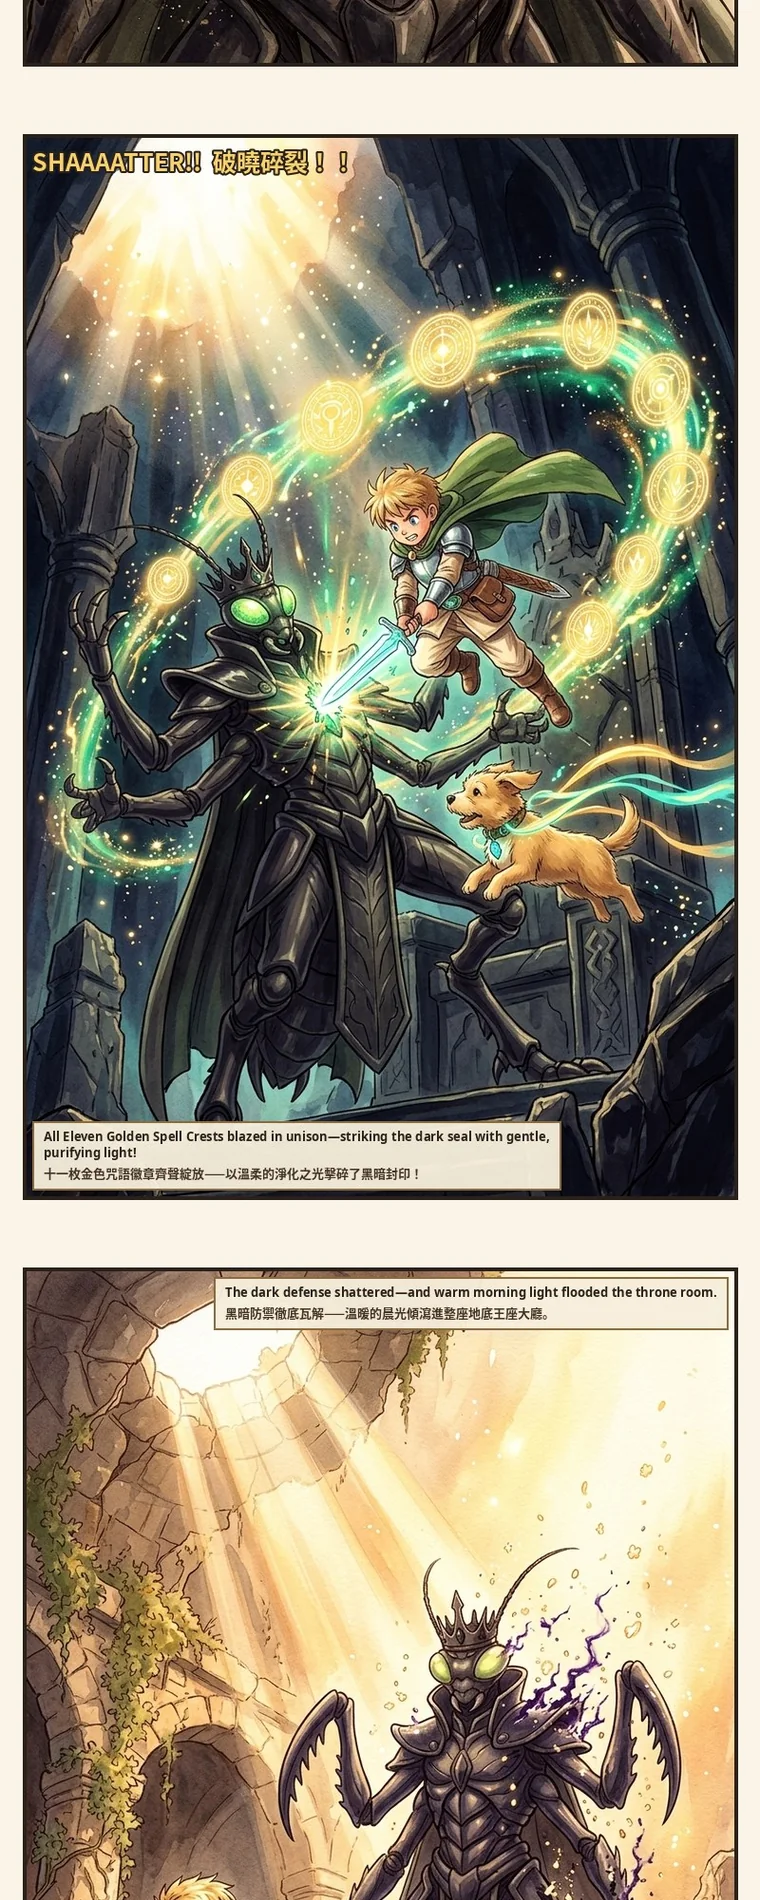 SHAAAATTER!! 破曉碎裂！！
All Eleven Golden Spell Crests blazed in unison—striking the dark seal with gentle,
purifying light!
十一枚金色咒語徽章齊聲綻放——以溫柔的淨化之光擊碎了黑暗封印！
The dark defense shattered—and warm morning light flooded the throne room.
黑暗防禦徹底瓦解——溫暖的晨光傾瀉進整座地底王座大廳。